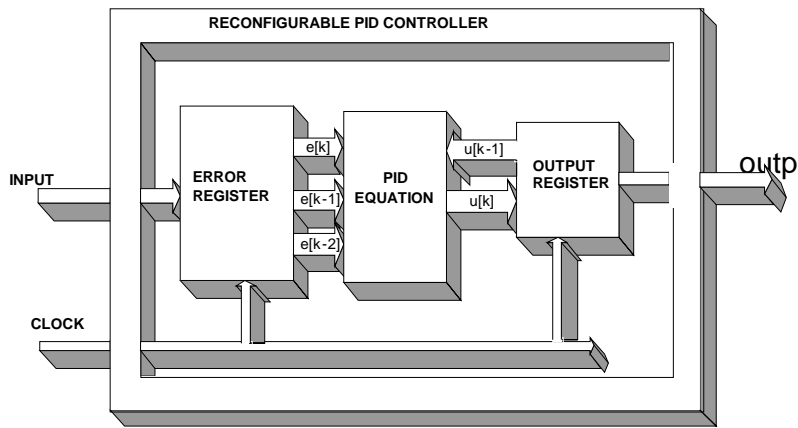 RECONFIGURABLE PID CONTROLLER
INPUT
ERROR
REGISTER
e[k]
e[k-1]
e[k-2]
PID
EQUATION
u[k-1]
u[k]
OUTPUT
REGISTER
outp
CLOCK